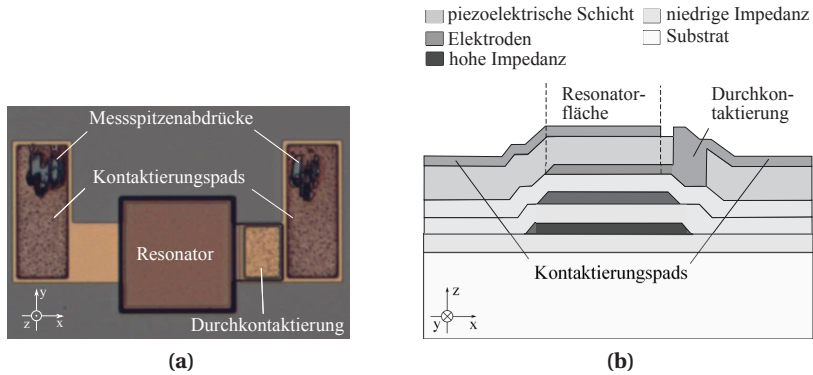 Messspitzenabdrücke
Kontaktierungspads
Resonator
Durchkontaktierung
y
z
x
(a)
piezoelektrische Schicht
niedrige Impedanz
Elektroden
Substrat
hohe Impedanz
Resonator-
fläche
Durchkon-
taktierung
Kontaktierungspads
z
y
x
(b)